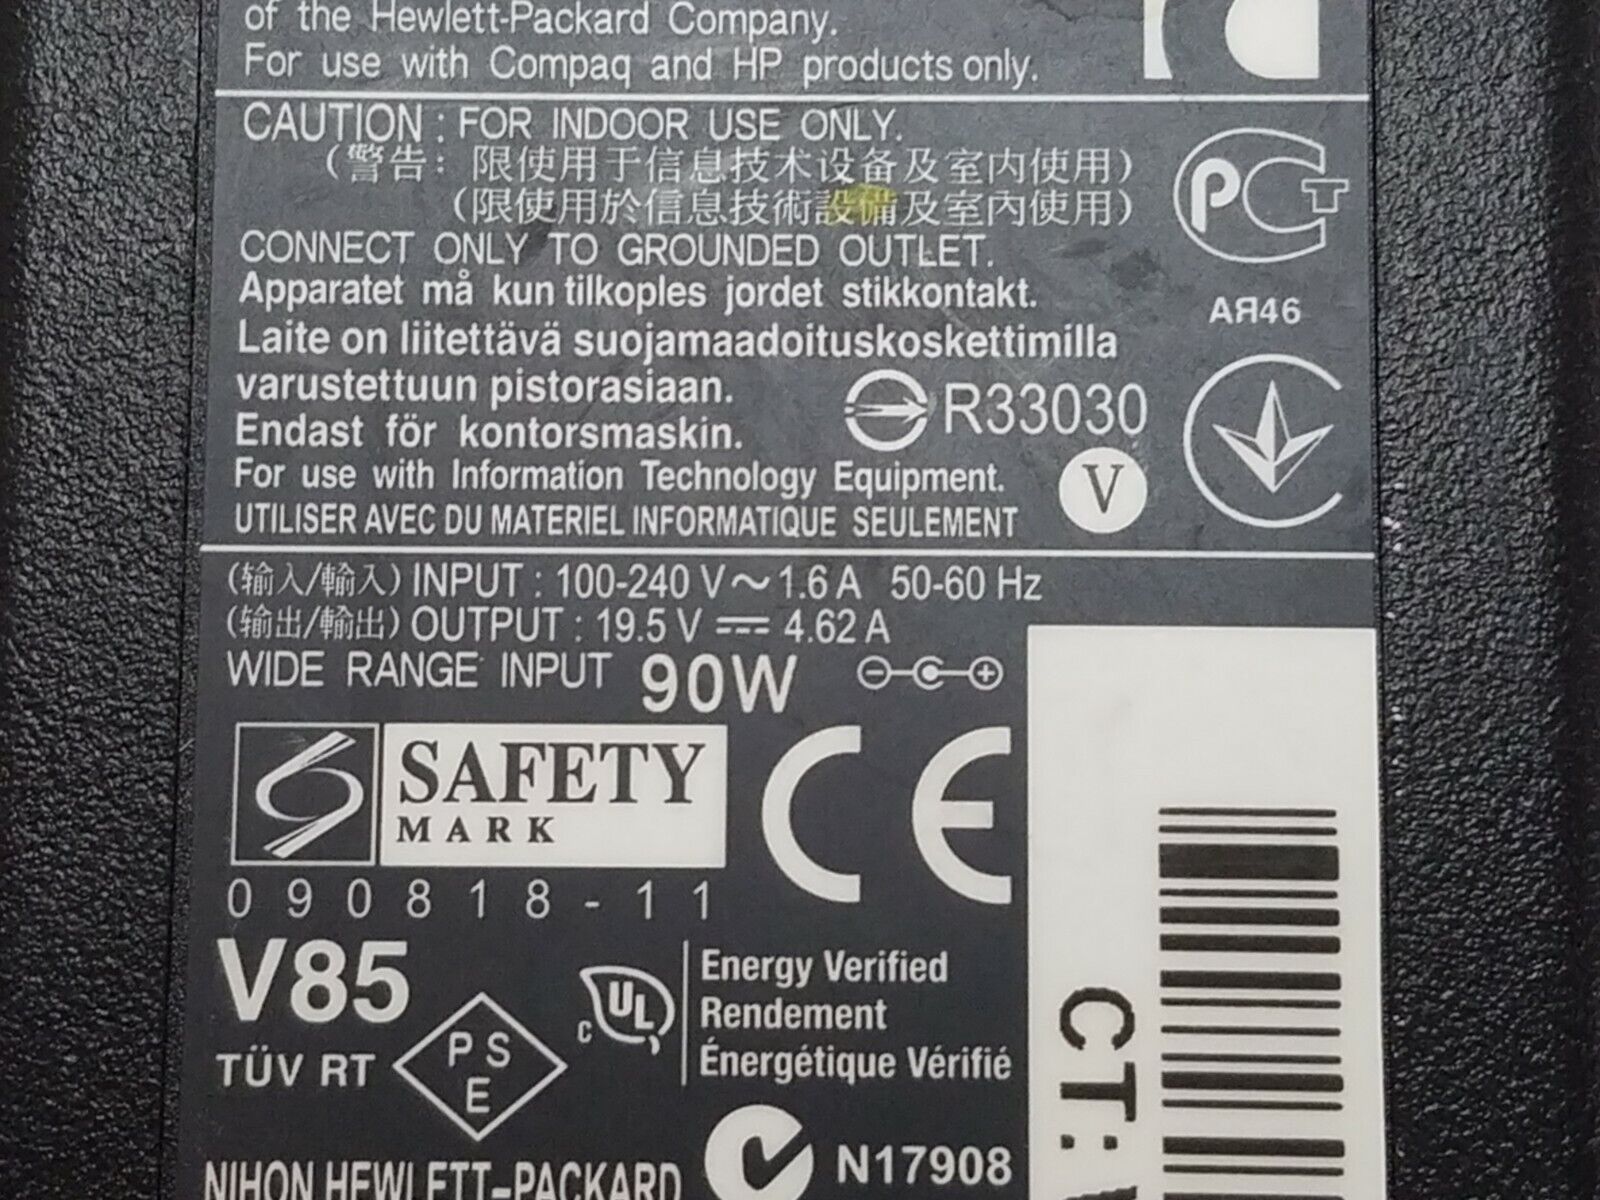 of the Hewlett-Packard Company.
For use with Compaq and HP products only.
CAUTION : FOR INDOOR USE ONLY.
(警告: 限使用于信息技术设备及室内使用)
(限使用於信息技術設備及室內使用)
CONNECT ONLY TO GROUNDED OUTLET.
Apparatet må kun tilkoples jordet stikkontakt.
Laite on liitettävä suojamaadoituskoskettimilla
varustettuun pistorasiaan.
Endast för kontorsmaskin.
R33030
For use with Information Technology Equipment.
V
UTILISER AVEC DU MATERIEL INFORMATIQUE SEULEMENT
PCT
АЯ46
(输入/輸入) INPUT : 100-240 V~ 1.6 A 50-60 Hz
(输出/輸出) OUTPUT : 19.5 V ⎓ 4.62 A
WIDE RANGE INPUT 90W
SAFETY
MARK
090818-11
CE
V85
TÜV RT
PS
E
c UL
Energy Verified
Rendement
Énergétique Vérifié
N17908
NIHON HEWLETT-PACKARD
CT: